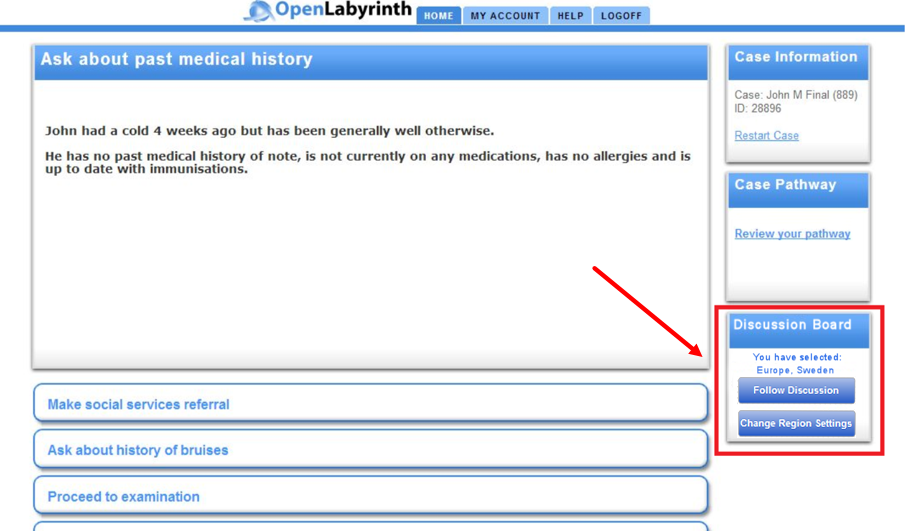 OpenLabyrinth
HOME MY ACCOUNT HELP LOGOFF
Ask about past medical history
John had a cold 4 weeks ago but has been generally well otherwise.
He has no past medical history of note, is not currently on any medications, has no allergies and is
up to date with immunisations.
Make social services referral
Ask about history of bruises
Proceed to examination
Case Information
Case: John M Final (889)
ID: 28896
Restart Case
Case Pathway
Review your pathway
Discussion Board
You have selected:
Europe, Sweden
Follow Discussion
Change Region Settings